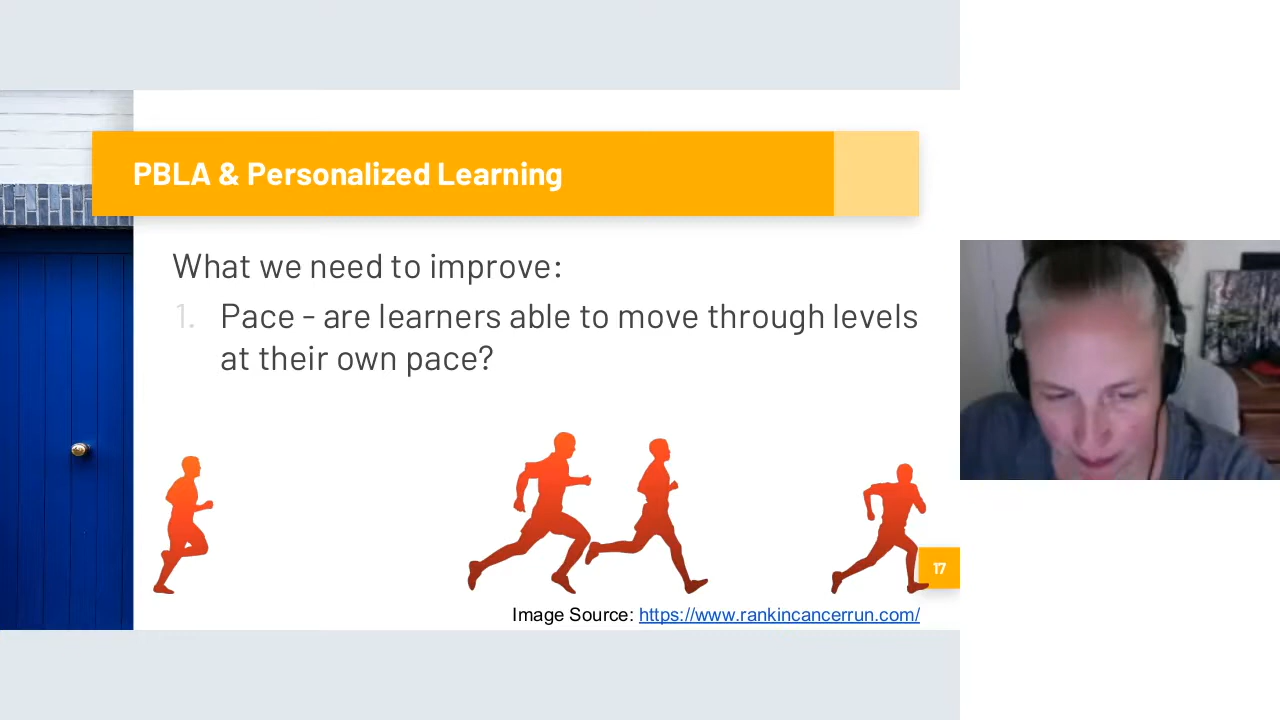 PBLA & Personalized Learning
What we need to improve:
1. Pace - are learners able to move through levels
at their own pace?
17
Image Source: https://www.rankincancerrun.com/